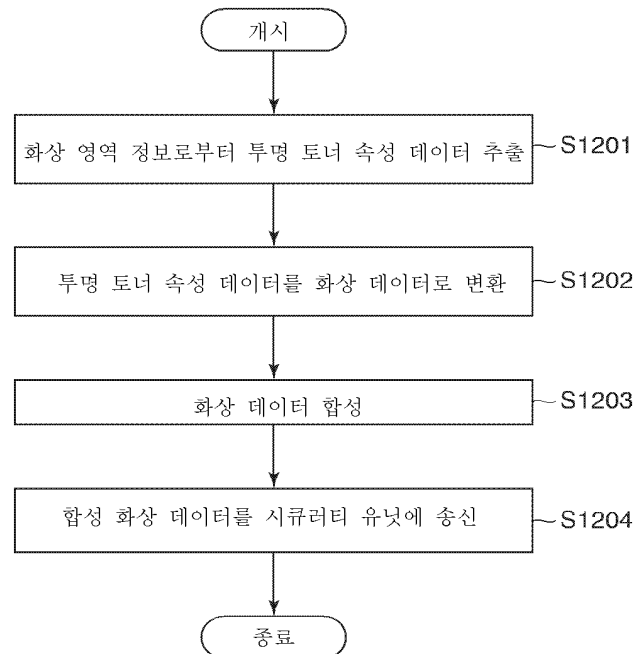 개시
화상 영역 정보로부터 투명 토너 속성 데이터 추출
S1201
투명 토너 속성 데이터를 화상 데이터로 변환
S1202
화상 데이터 합성
S1203
합성 화상 데이터를 시큐러티 유닛에 송신
S1204
종료